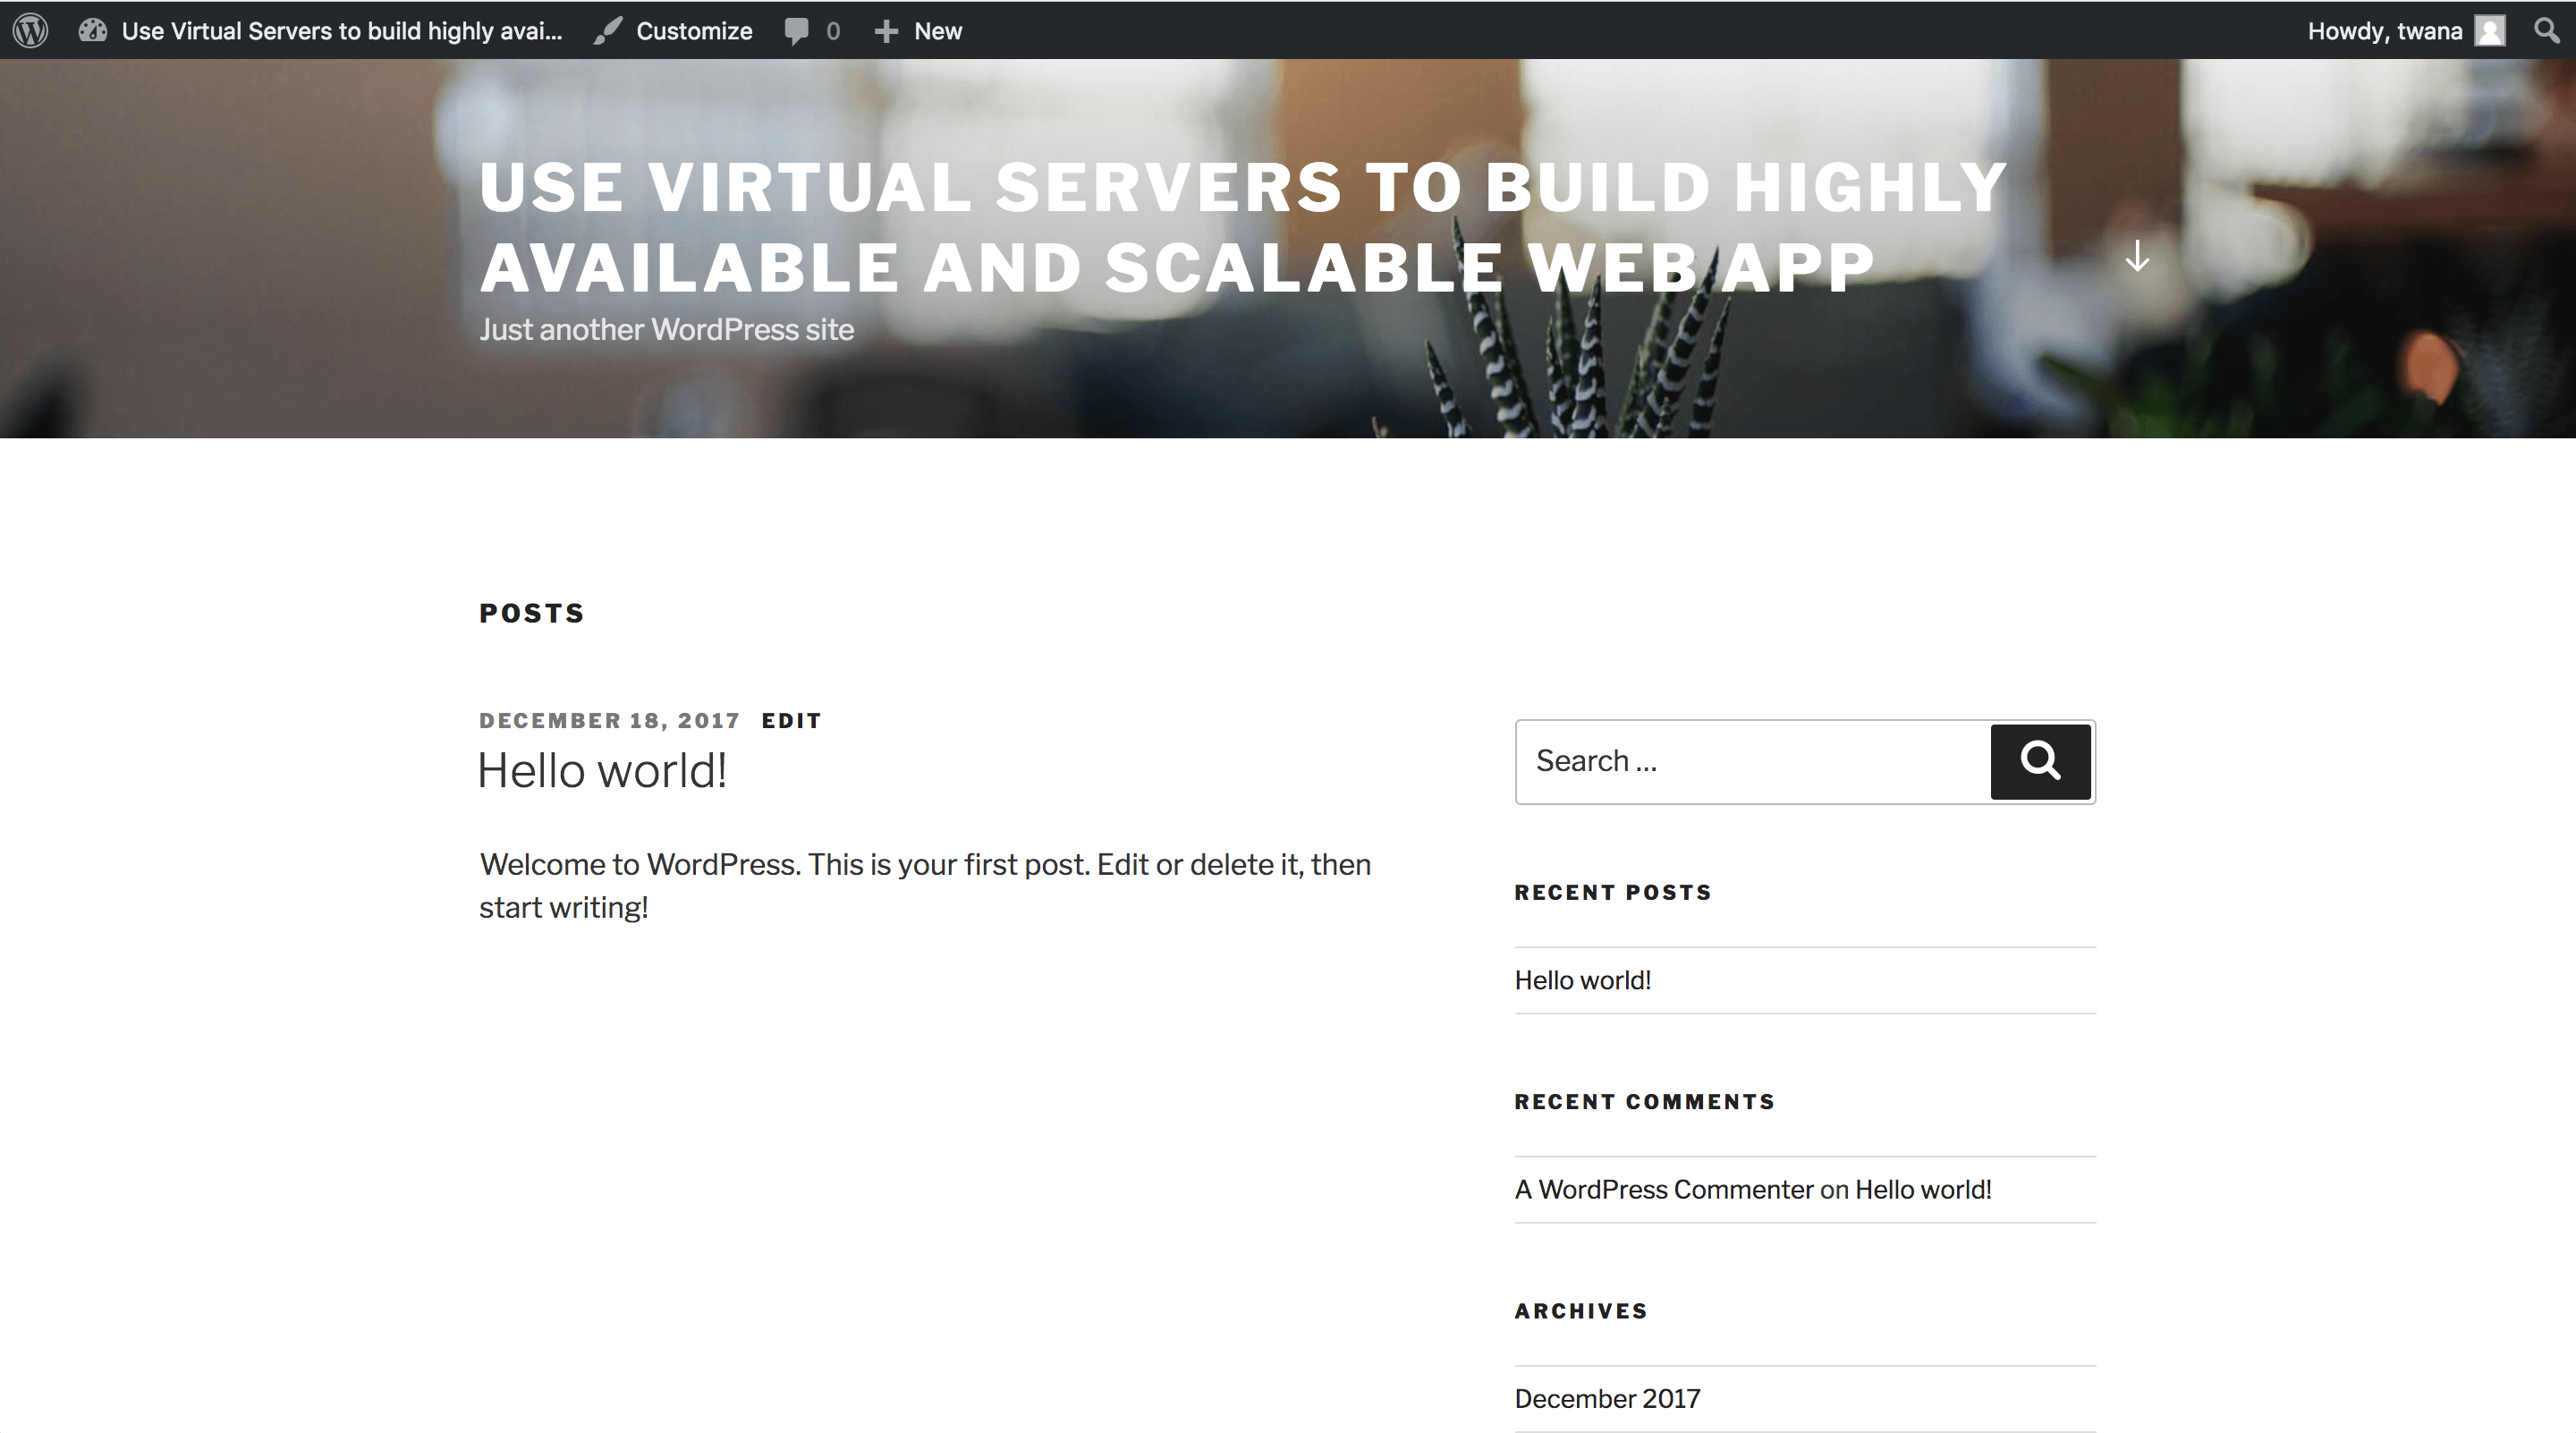 Use Virtual Servers to build highly avai...
Customize
0
New
Howdy, twana
USE VIRTUAL SERVERS TO BUILD HIGHLY
AVAILABLE AND SCALABLE WEB APP
Just another WordPress site
POSTS
DECEMBER 18, 2017 EDIT
Hello world!
Welcome to WordPress. This is your first post. Edit or delete it, then
start writing!
Search ...
RECENT POSTS
Hello world!
RECENT COMMENTS
A WordPress Commenter on Hello world!
ARCHIVES
December 2017